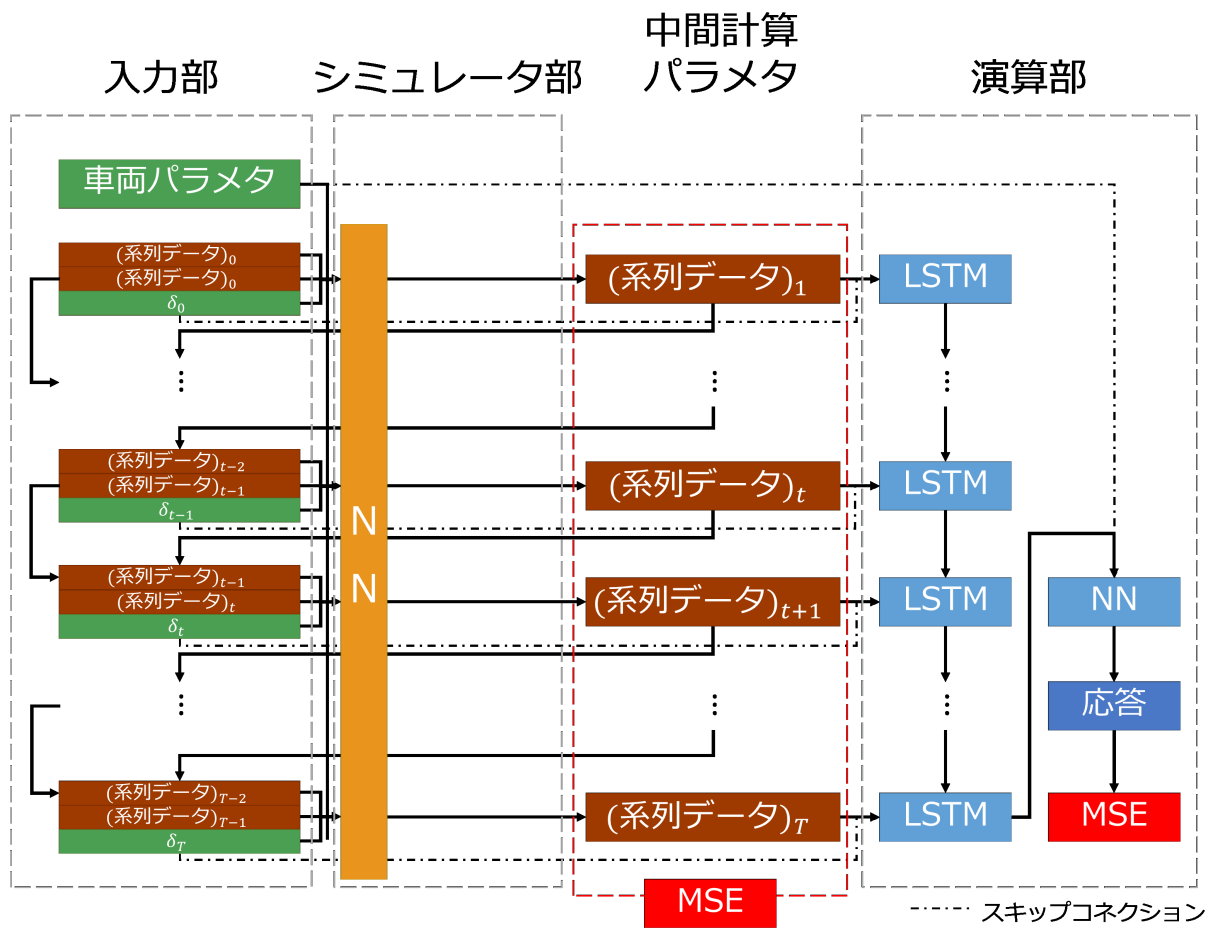 入力部
シミュレータ部
中間計算
パラメタ
演算部
車両パラメタ
(系列データ)₀
(系列データ)₀
δ₀
(系列データ)₁
LSTM
⋮
⋮
⋮
(系列データ)ₜ₋₂
(系列データ)ₜ₋₁
δₜ₋₁
N
N
(系列データ)ₜ
LSTM
(系列データ)ₜ₋₁
(系列データ)ₜ
δₜ
(系列データ)ₜ₊₁
LSTM
NN
⋮
⋮
⋮
応答
(系列データ)_{T−2}
(系列データ)_{T−1}
δ_T
(系列データ)_T
LSTM
MSE
MSE
スキップコネクション